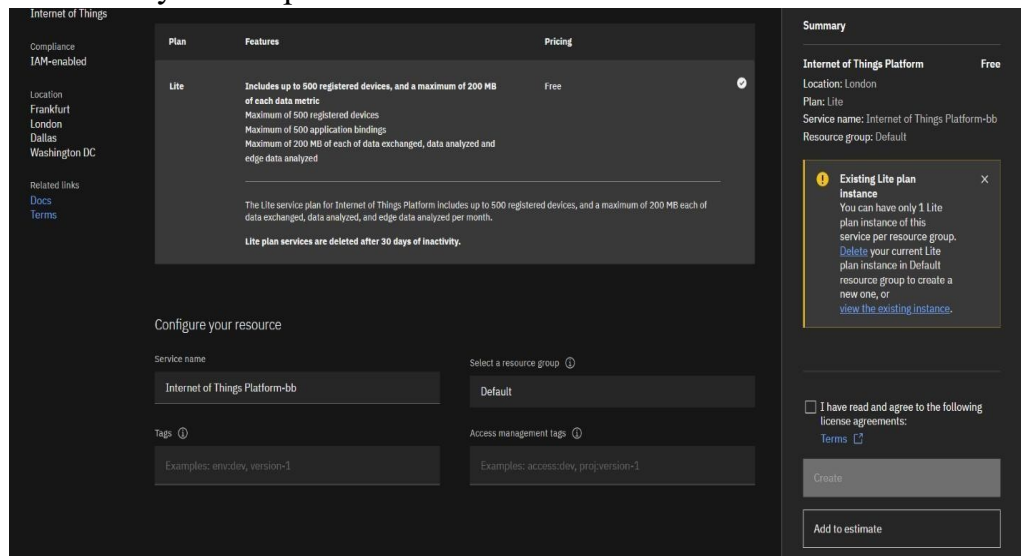 Internet of Things
Compliance
IAM-enabled
Location
Frankfurt
London
Dallas
Washington DC
Related links
Docs
Terms
Plan Features Pricing
Lite Includes up to 500 registered devices, and a maximum of 200 MB Free
of each data metric
Maximum of 500 registered devices
Maximum of 500 application bindings
Maximum of 200 MB of each of data exchanged, data analyzed and
edge data analyzed
The Lite service plan for Internet of Things Platform includes up to 500 registered devices, and a maximum of 200 MB each of
data exchanged, data analyzed, and edge data analyzed per month.
Lite plan services are deleted after 30 days of inactivity.
Configure your resource
Service name
Internet of Things Platform-bb
Select a resource group
Default
Tags
Examples: env:dev, version-1
Access management tags
Examples: access:dev, proj:version-1
Summary
Internet of Things Platform Free
Location: London
Plan: Lite
Service name: Internet of Things Platform-bb
Resource group: Default
Existing Lite plan
instance
You can have only 1 Lite
plan instance of this
service per resource group.
Delete your current Lite
plan instance in Default
resource group to create a
new one, or
view the existing instance.
I have read and agree to the following
license agreements:
Terms
Create
Add to estimate